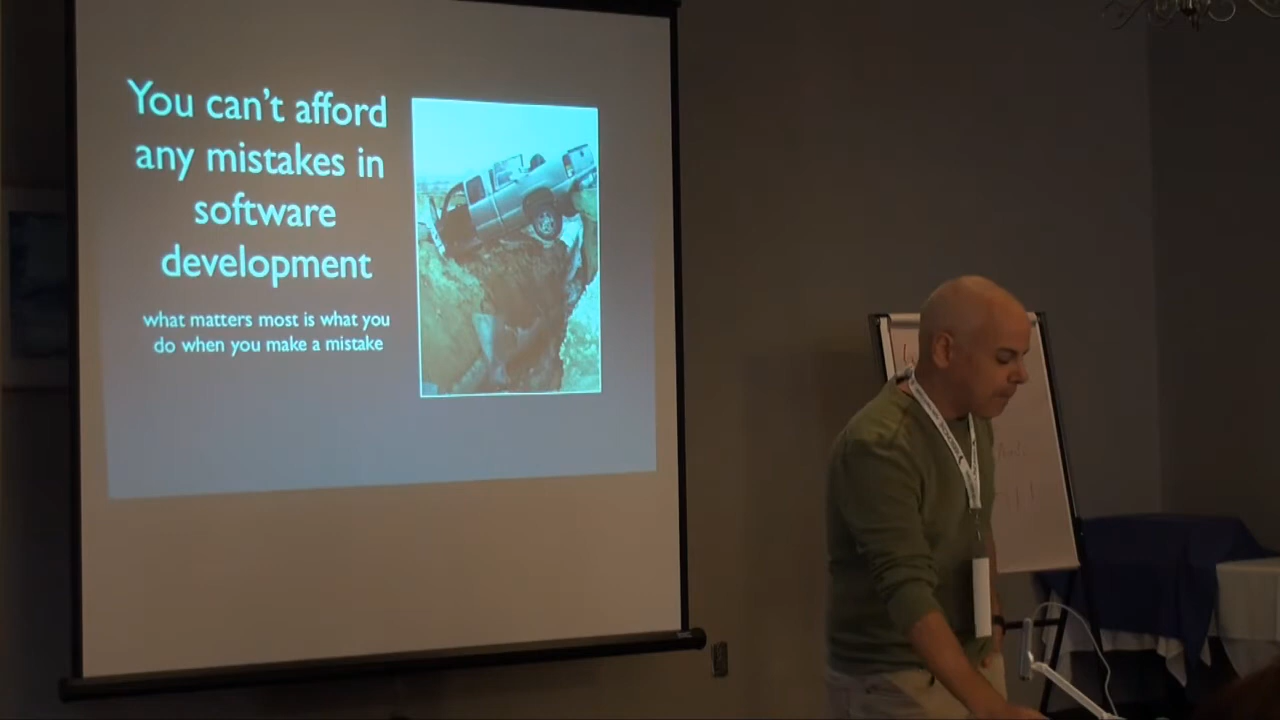 You can't afford
any mistakes in
software
development
what matters most is what you
do when you make a mistake